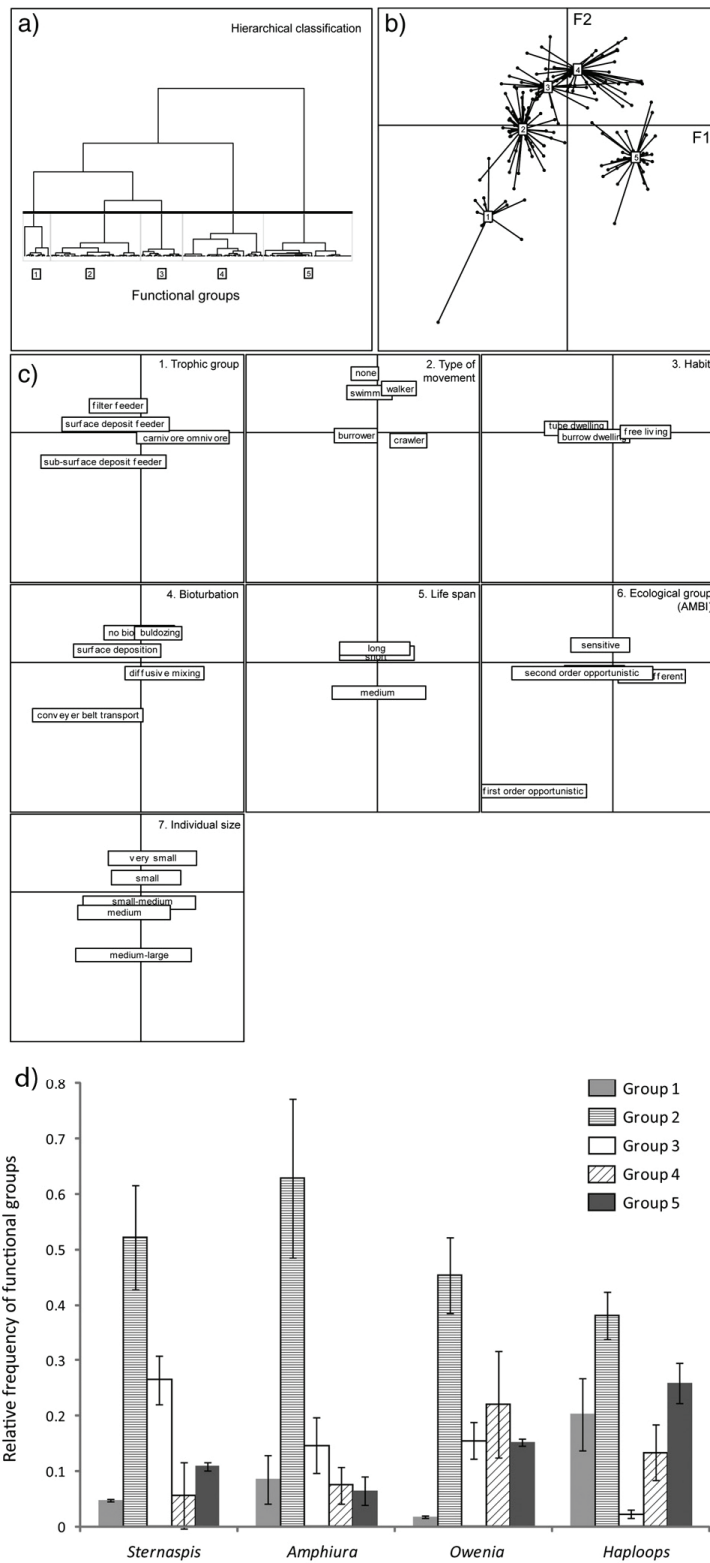 a)
Hierarchical classification
1
2
3
4
5
Functional groups
b)
F2
F1
4
3
2
5
1
c)
1. Trophic group
filter feeder
surface deposit feeder
carnivore omnivore
sub-surface deposit feeder
2. Type of
movement
none
walker
burrower
crawler
3. Habit
tube dwelling
burrow dwelling
free living
4. Bioturbation
no bio
buldozing
surface deposition
diffusive mixing
conveyer belt transport
5. Life span
long
short
medium
6. Ecological group
(AMBI)
sensitive
second order opportunistic
first order opportunistic
7. Individual size
very small
small
small-medium
medium
medium-large
d)
Relative frequency of functional groups
0.8
0.7
0.6
0.5
0.4
0.3
0.2
0.1
0
Group 1
Group 2
Group 3
Group 4
Group 5
Sternaspis
Amphiura
Owenia
Haploops